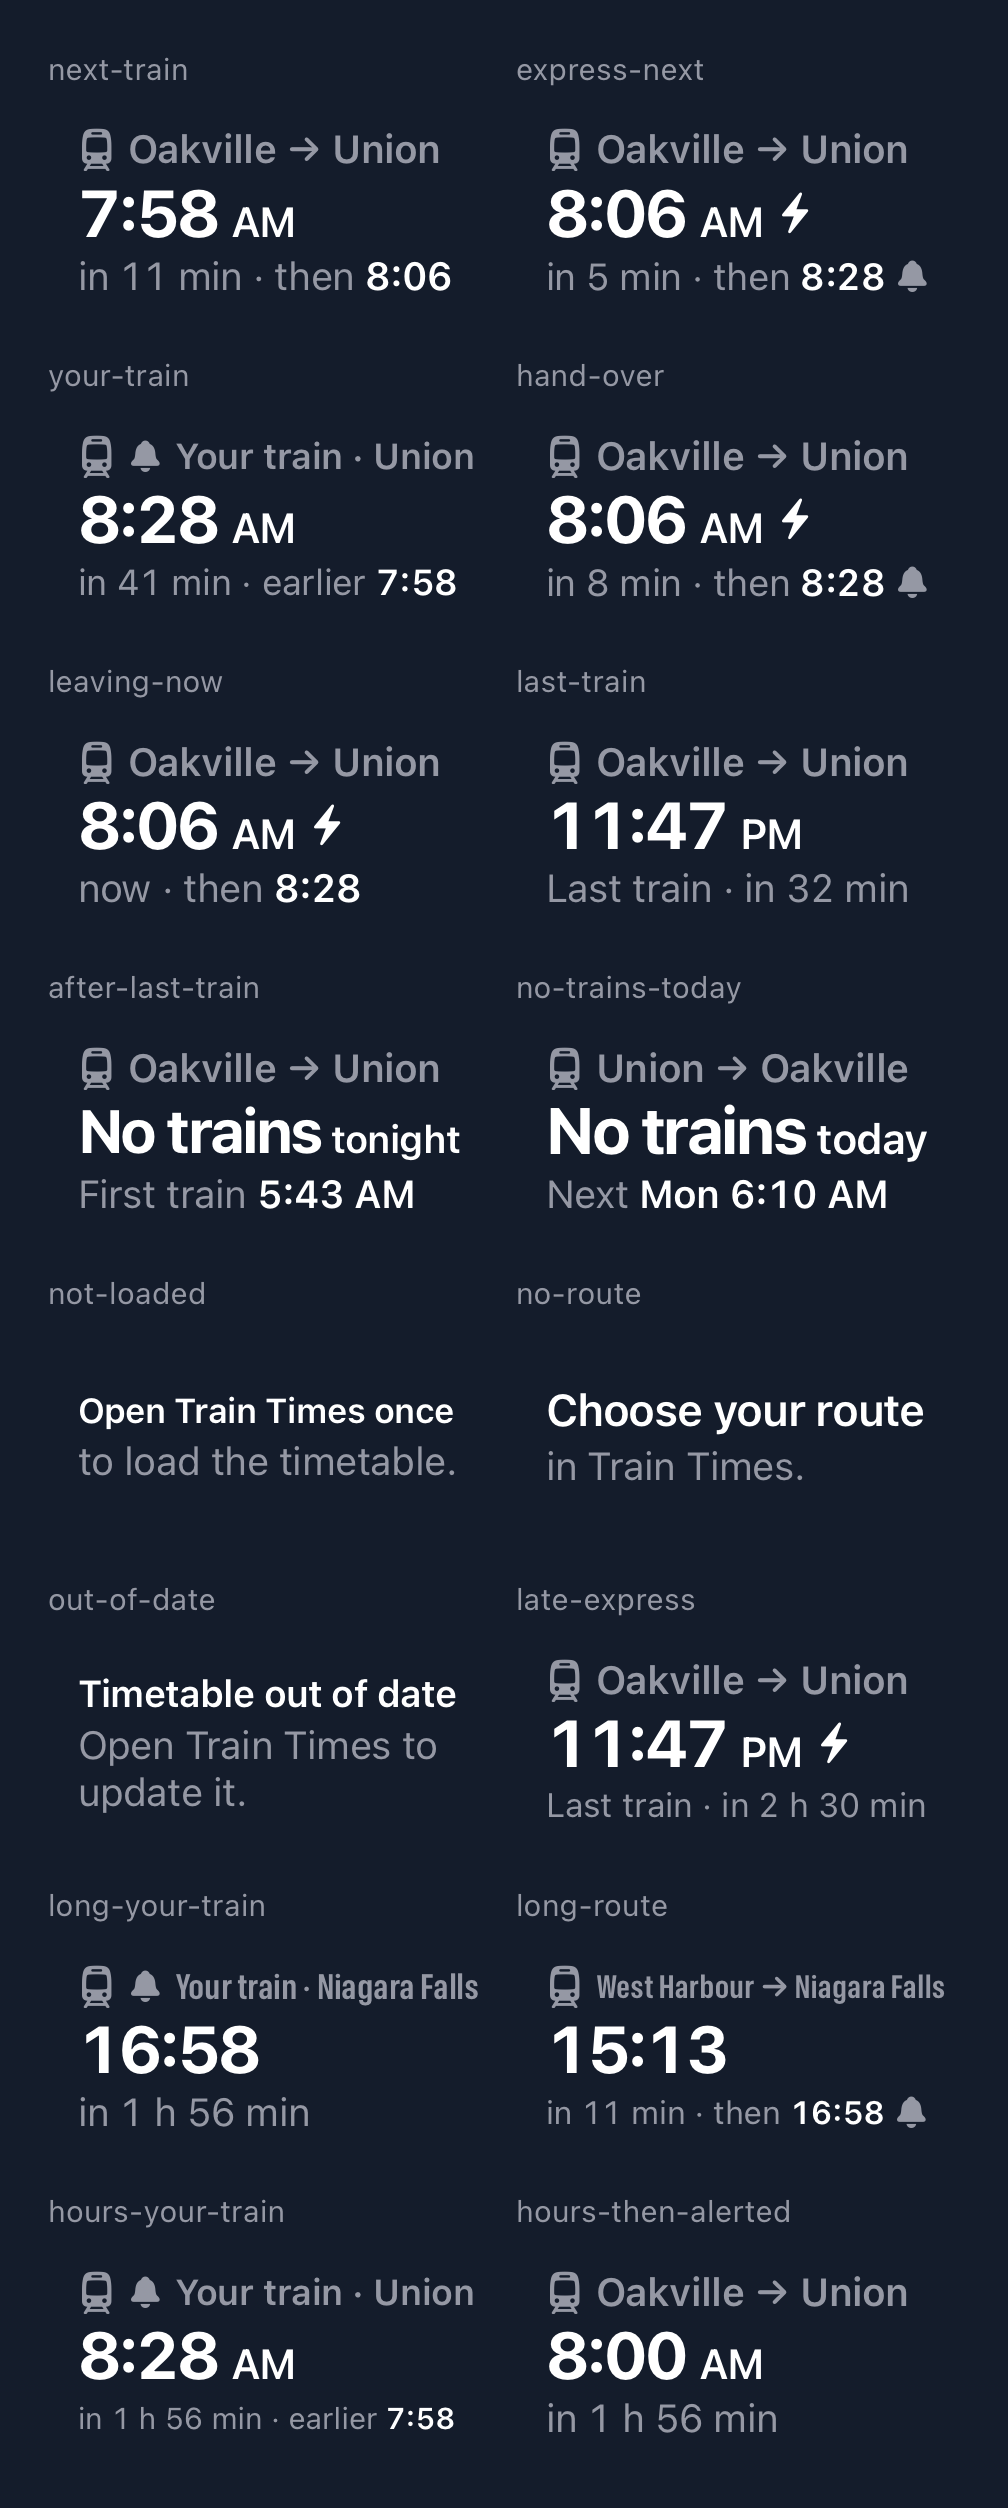 next-train
Oakville → Union
7:58 AM
in 11 min · then 8:06
express-next
Oakville → Union
8:06 AM
in 5 min · then 8:28
your-train
Your train · Union
8:28 AM
in 41 min · earlier 7:58
hand-over
Oakville → Union
8:06 AM
in 8 min · then 8:28
leaving-now
Oakville → Union
8:06 AM
now · then 8:28
last-train
Oakville → Union
11:47 PM
Last train · in 32 min
after-last-train
Oakville → Union
No trains tonight
First train 5:43 AM
no-trains-today
Union → Oakville
No trains today
Next Mon 6:10 AM
not-loaded
Open Train Times once
to load the timetable.
no-route
Choose your route
in Train Times.
out-of-date
Timetable out of date
Open Train Times to
update it.
late-express
Oakville → Union
11:47 PM
Last train · in 2 h 30 min
long-your-train
Your train · Niagara Falls
16:58
in 1 h 56 min
long-route
West Harbour → Niagara Falls
15:13
in 11 min · then 16:58
hours-your-train
Your train · Union
8:28 AM
in 1 h 56 min · earlier 7:58
hours-then-alerted
Oakville → Union
8:00 AM
in 1 h 56 min